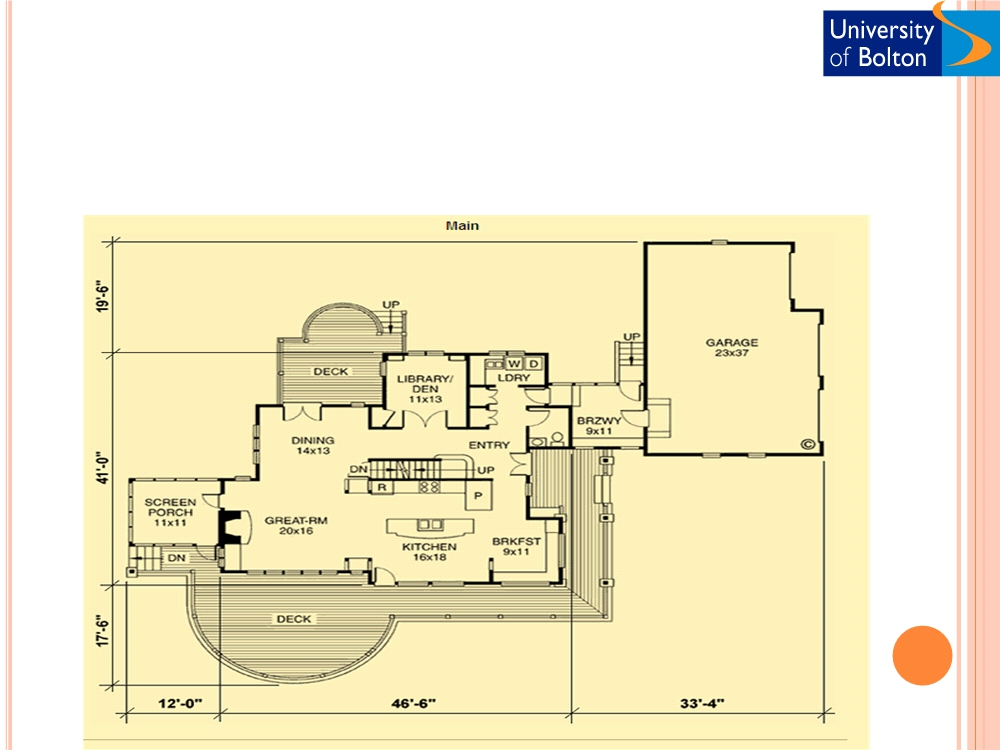 University
of Bolton
Main
19'-6"
41'-0"
17'-6"
UP
DECK
LIBRARY/
DEN
11x13
W D
LDRY
UP
GARAGE
23x37
©
BRZWY
9x11
DINING
14x13
ENTRY
DN
UP
R
P
SCREEN
PORCH
11x11
GREAT-RM
20x16
KITCHEN
16x18
BRKFST
9x11
DN
DECK
12'-0"
46'-6"
33'-4"